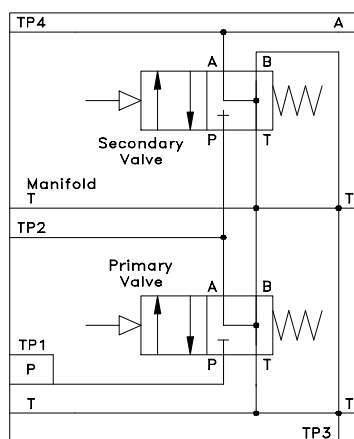 TP4 A
A B
Secondary
Valve
P T
Manifold
T T
TP2
Primary
Valve
A B
TP1
P
P T
T T
TP3